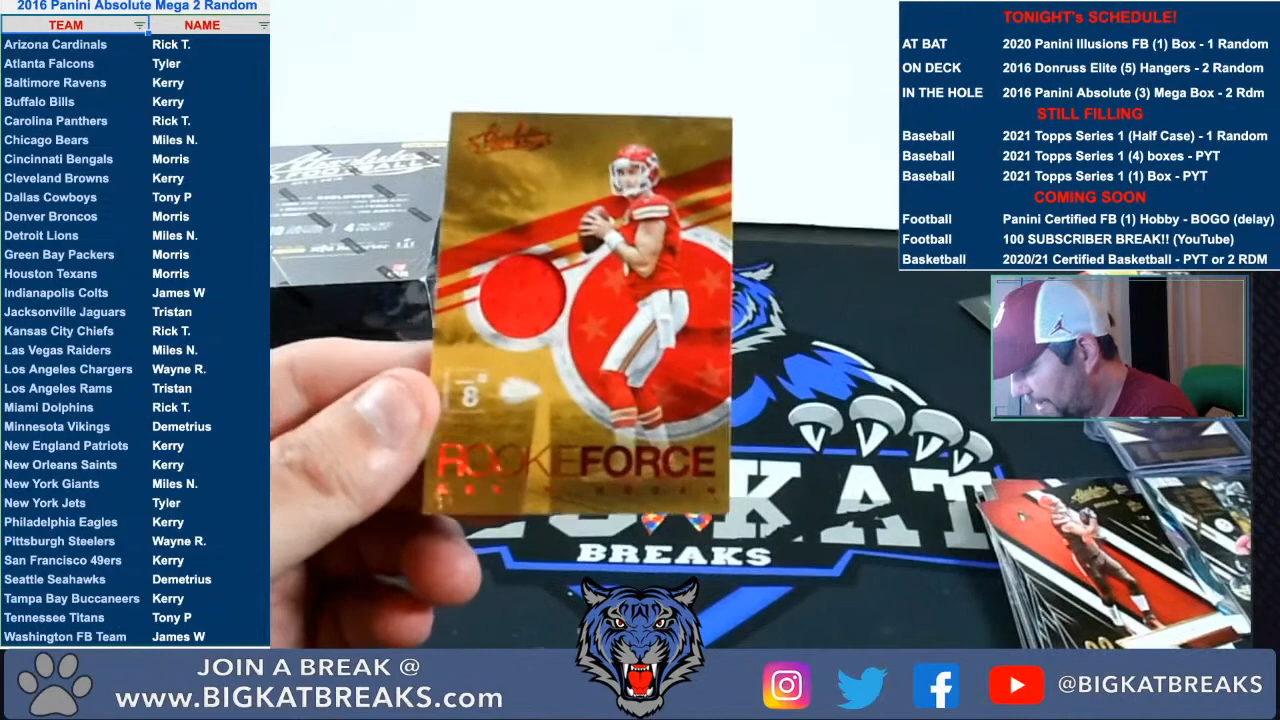 2016 Panini Absolute Mega 2 Random
TEAM NAME
Arizona Cardinals Rick T.
Atlanta Falcons Tyler
Baltimore Ravens Kerry
Buffalo Bills Kerry
Carolina Panthers Rick T.
Chicago Bears Miles N.
Cincinnati Bengals Morris
Cleveland Browns Kerry
Dallas Cowboys Tony P
Denver Broncos Morris
Detroit Lions Miles N.
Green Bay Packers Morris
Houston Texans Morris
Indianapolis Colts James W
Jacksonville Jaguars Tristan
Kansas City Chiefs Rick T.
Las Vegas Raiders Miles N.
Los Angeles Chargers Wayne R.
Los Angeles Rams Tristan
Miami Dolphins Rick T.
Minnesota Vikings Demetrius
New England Patriots Kerry
New Orleans Saints Kerry
New York Giants Miles N.
New York Jets Tyler
Philadelphia Eagles Kerry
Pittsburgh Steelers Wayne R.
San Francisco 49ers Kerry
Seattle Seahawks Demetrius
Tampa Bay Buccaneers Kerry
Tennessee Titans Tony P
Washington FB Team James W
TONIGHT's SCHEDULE!
AT BAT 2020 Panini Illusions FB (1) Box - 1 Random
ON DECK 2016 Donruss Elite (5) Hangers - 2 Random
IN THE HOLE 2016 Panini Absolute (3) Mega Box - 2 Rdm
STILL FILLING
Baseball 2021 Topps Series 1 (Half Case) - 1 Random
Baseball 2021 Topps Series 1 (4) boxes - PYT
Baseball 2021 Topps Series 1 (1) Box - PYT
COMING SOON
Football Panini Certified FB (1) Hobby - BOGO (delay)
Football 100 SUBSCRIBER BREAK!! (YouTube)
Basketball 2020/21 Certified Basketball - PYT or 2 RDM
Absolute
FOOTBALL
8
ROOKIE FORCE
KAT
BREAKS
JOIN A BREAK @
www.BIGKATBREAKS.com
@BIGKATBREAKS